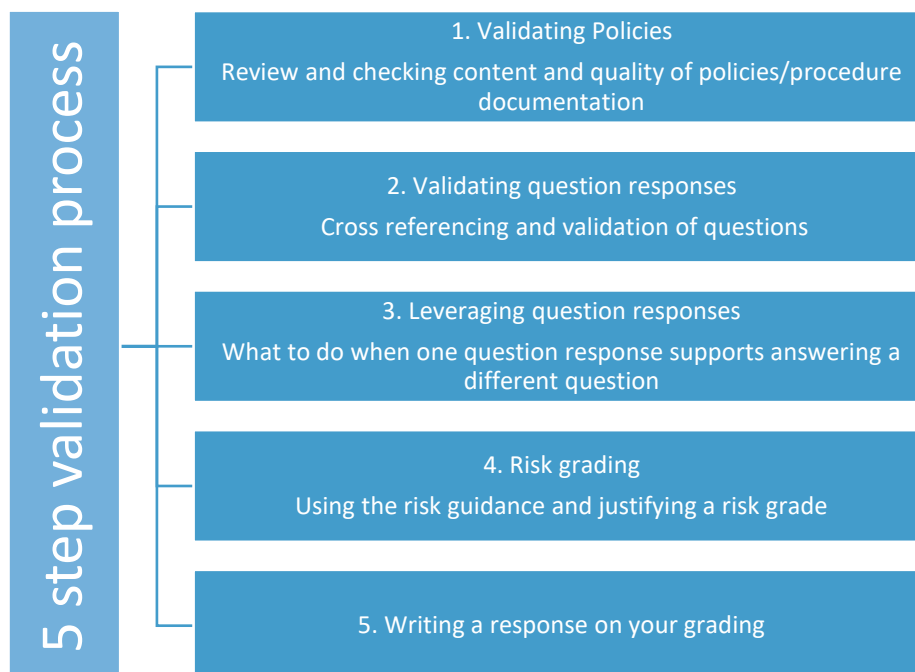 5 step validation process
1. Validating Policies
Review and checking content and quality of policies/procedure
documentation
2. Validating question responses
Cross referencing and validation of questions
3. Leveraging question responses
What to do when one question response supports answering a
different question
4. Risk grading
Using the risk guidance and justifying a risk grade
5. Writing a response on your grading